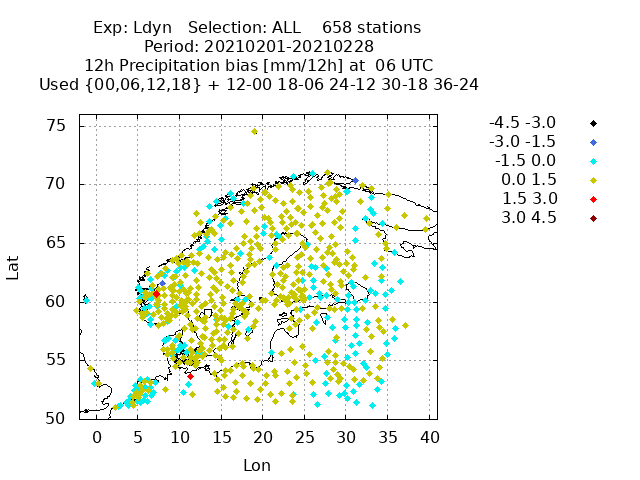 Exp: Ldyn   Selection: ALL    658 stations
Period: 20210201-20210228
12h Precipitation bias [mm/12h] at  06 UTC
Used {00,06,12,18} + 12-00 18-06 24-12 30-18 36-24
-4.5 -3.0
-3.0 -1.5
-1.5 0.0
0.0 1.5
1.5 3.0
3.0 4.5
75
70
65
60
55
50
Lat
0 5 10 15 20 25 30 35 40
Lon